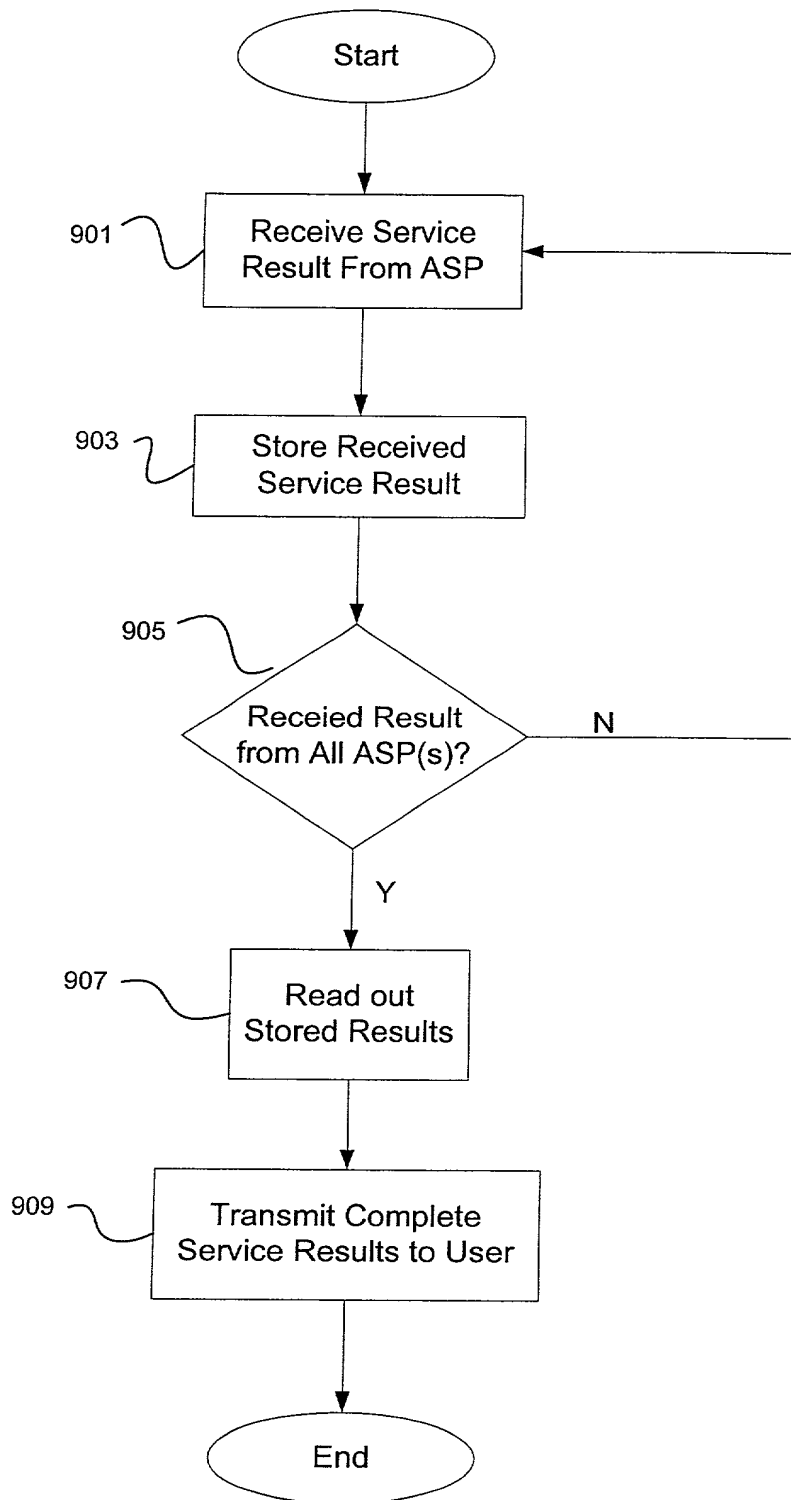 Start
901
Receive Service
Result From ASP
903
Store Received
Service Result
905
Receied Result
from All ASP(s)?
N
Y
907
Read out
Stored Results
909
Transmit Complete
Service Results to User
End